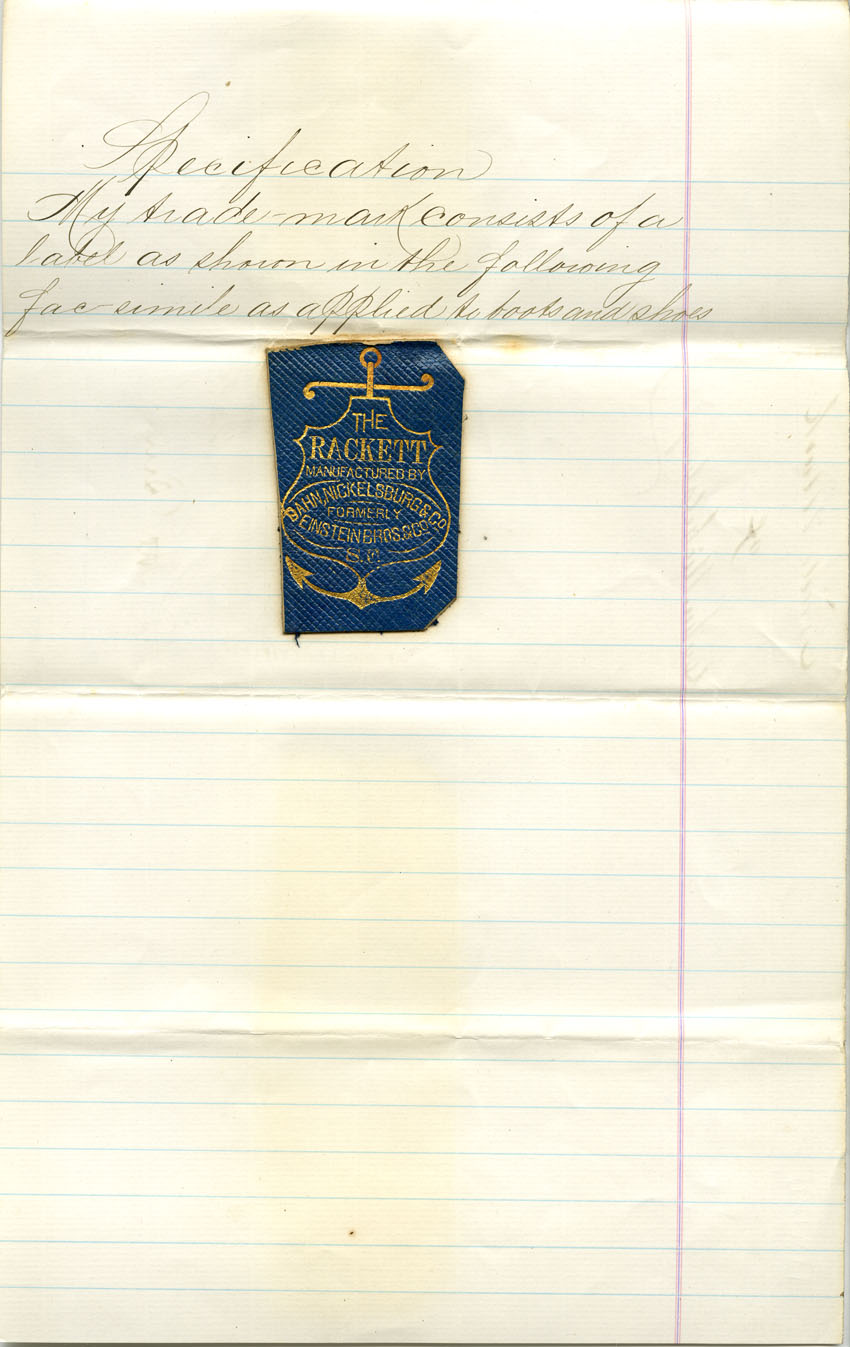 Specification
My trade-mark consists of a
label as shown in the following
fac-simile as applied to boots and shoes
THE
RACKETT
MANUFACTURED BY
CAHN, NICKELSBURG & CO
FORMERLY
EINSTEIN BROS. & CO.
S.F.